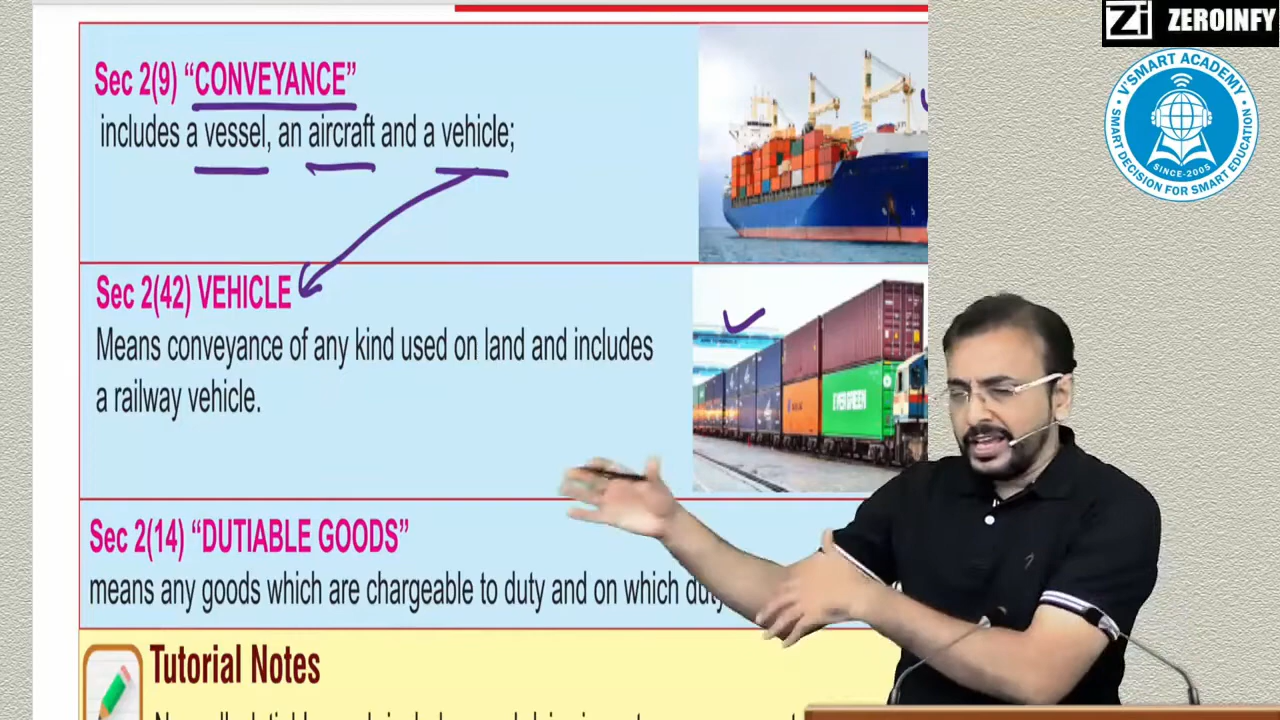 Zi ZEROINFY
V'SMART ACADEMY
SINCE-2005
SMART DECISION FOR SMART EDUCATION
Sec 2(9) “CONVEYANCE”
includes a vessel, an aircraft and a vehicle;
Sec 2(42) VEHICLE
Means conveyance of any kind used on land and includes
a railway vehicle.
EVERGREEN
Sec 2(14) “DUTIABLE GOODS”
means any goods which are chargeable to duty and on which duty
Tutorial Notes